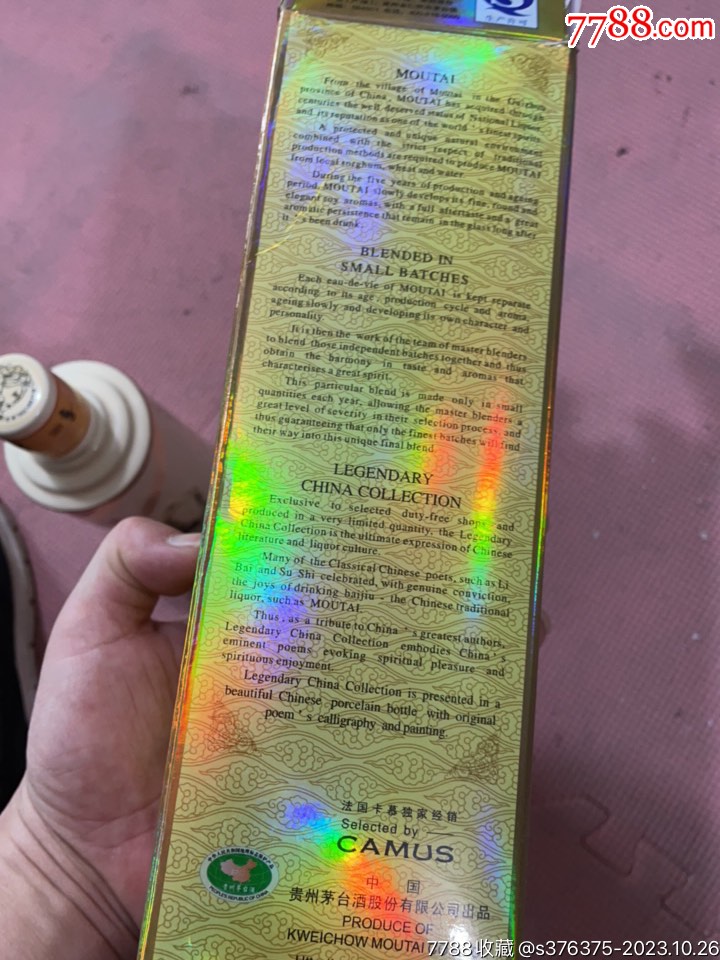 生产许可
7788.com
MOUTAI
From the village of Moutai in the
province of China, MOUTAI has acquired through
centuries the well-deserved status of National Liquor,
and its reputation as one of the world's finest spirits.
A protected and unique natural environment
combined with the strict respect of traditional
production methods are required to produce MOUTAI
from local sorghum, wheat and water.
During the five years of production and ageing
period, MOUTAI slowly develops its fine, round and
elegant soy aromas, with a full aftertaste and a great
aromatic persistence that remain in the glass long after
it's been drunk.
BLENDED IN
SMALL BATCHES
Each eau-de-vie of MOUTAI is kept separate
according to its age, production cycle and aroma,
ageing slowly and developing its own character and
personality.
It is then the work of the team of master blenders
to blend those independent batches together and thus
obtain the harmony in taste and aromas that
characterises a great spirit.
This particular blend is made only in small
quantities each year, allowing the master blenders a
great level of severity in their selection process, and
thus guaranteeing that only the finest batches will find
their way into this unique final blend.
LEGENDARY
CHINA COLLECTION
Exclusive to selected duty-free shops and
produced in a very limited quantity, the Legendary
China Collection is the ultimate expression of Chinese
literature and liquor culture.
Many of the Classical Chinese poets, such as Li
Bai and Su Shi celebrated, with genuine conviction,
the joys of drinking baijiu - the Chinese traditional
liquor, such as MOUTAI.
Thus, as a tribute to China's greatest authors,
Legendary China Collection embodies China's
eminent poems evoking spiritual pleasure and
spirituous enjoyment.
Legendary China Collection is presented in a
beautiful Chinese porcelain bottle with original
poem's calligraphy and painting.
法国卡慕独家经销
Selected by
CAMUS
贵州茅台酒
PEOPLE'S REPUBLIC OF CHINA
中国
贵州茅台酒股份有限公司出品
PRODUCE OF
KWEICHOW MOUTAI
7788收藏@s376375-2023.10.26